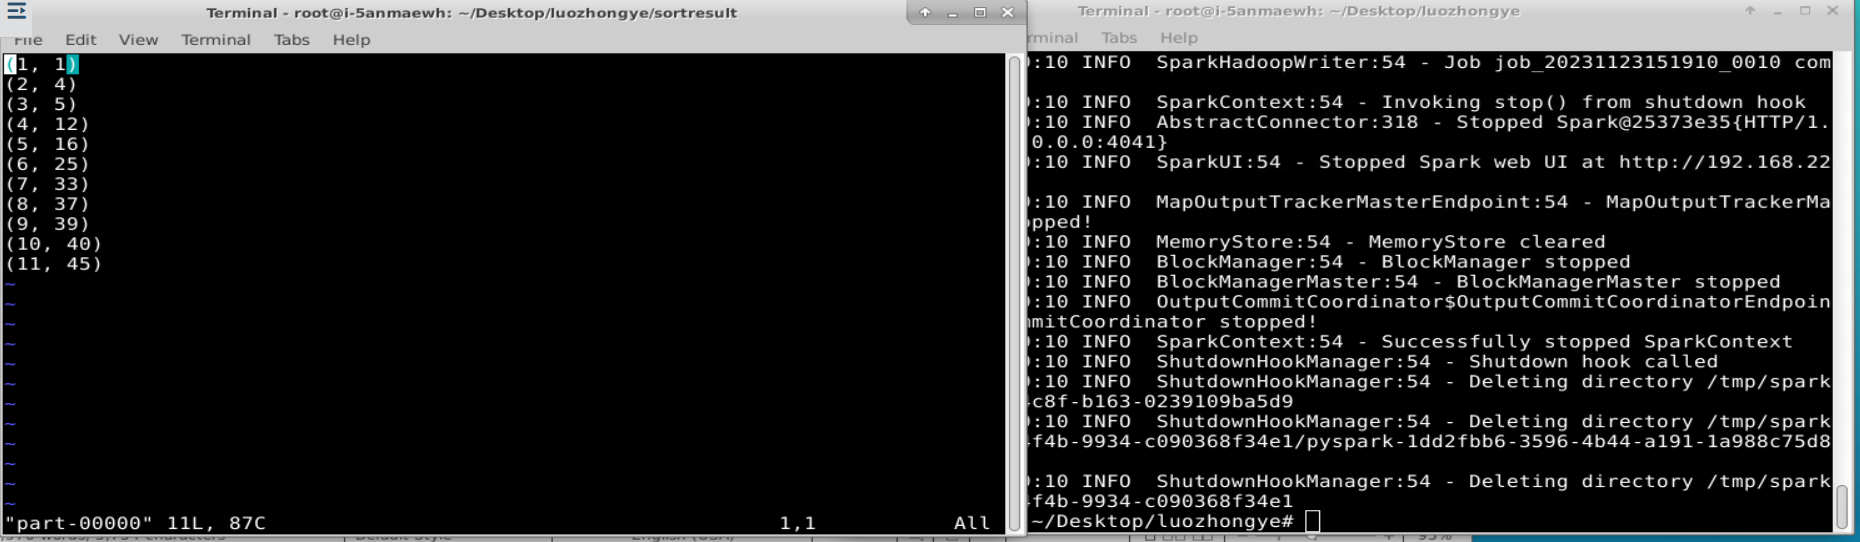 Terminal - root@i-5anmaewh: ~/Desktop/luozhongye/sortresult
File Edit View Terminal Tabs Help
(1, 1)
(2, 4)
(3, 5)
(4, 12)
(5, 16)
(6, 25)
(7, 33)
(8, 37)
(9, 39)
(10, 40)
(11, 45)
~
~
~
~
~
~
~
~
~
~
~
~
"part-00000" 11L, 87C 1,1 All
Terminal - root@i-5anmaewh: ~/Desktop/luozhongye
rminal Tabs Help
:10 INFO SparkHadoopWriter:54 - Job job_20231123151910_0010 com
:10 INFO SparkContext:54 - Invoking stop() from shutdown hook
:10 INFO AbstractConnector:318 - Stopped Spark@25373e35{HTTP/1.
0.0.0:4041}
:10 INFO SparkUI:54 - Stopped Spark web UI at http://192.168.22
:10 INFO MapOutputTrackerMasterEndpoint:54 - MapOutputTrackerMa
pped!
:10 INFO MemoryStore:54 - MemoryStore cleared
:10 INFO BlockManager:54 - BlockManager stopped
:10 INFO BlockManagerMaster:54 - BlockManagerMaster stopped
:10 INFO OutputCommitCoordinator$OutputCommitCoordinatorEndpoin
mitCoordinator stopped!
:10 INFO SparkContext:54 - Successfully stopped SparkContext
:10 INFO ShutdownHookManager:54 - Shutdown hook called
:10 INFO ShutdownHookManager:54 - Deleting directory /tmp/spark
c8f-b163-0239109ba5d9
:10 INFO ShutdownHookManager:54 - Deleting directory /tmp/spark
f4b-9934-c090368f34e1/pyspark-1dd2fbb6-3596-4b44-a191-1a988c75d8
:10 INFO ShutdownHookManager:54 - Deleting directory /tmp/spark
f4b-9934-c090368f34e1
~/Desktop/luozhongye#